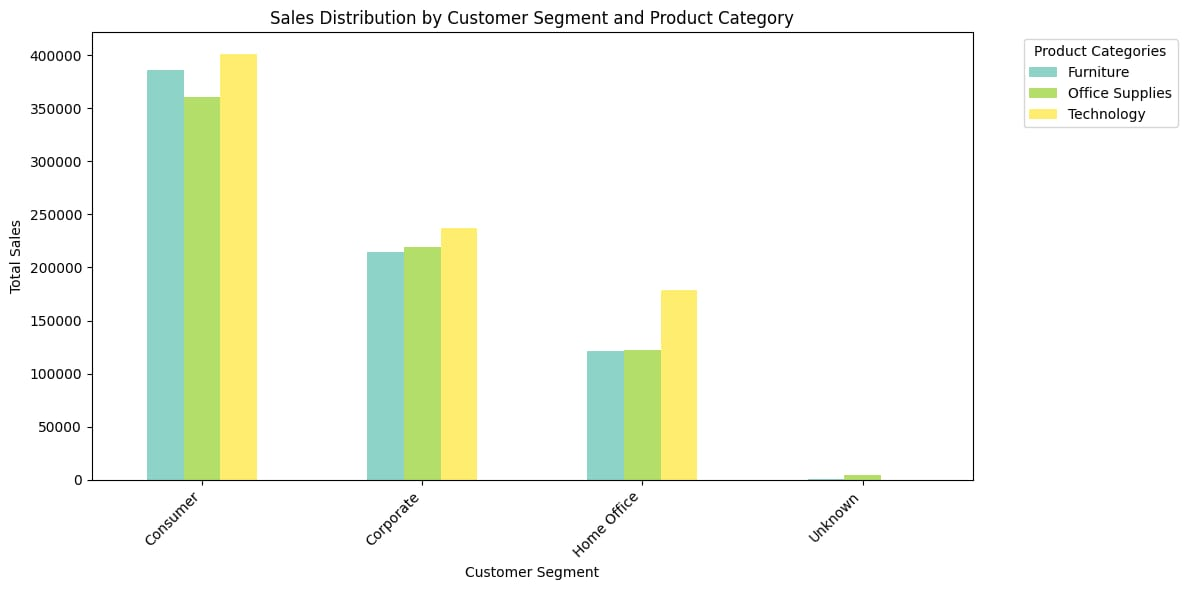 Sales Distribution by Customer Segment and Product Category
Product Categories
Furniture
Office Supplies
Technology
Total Sales
400000
350000
300000
250000
200000
150000
100000
50000
0
Consumer
Corporate
Home Office
Unknown
Customer Segment